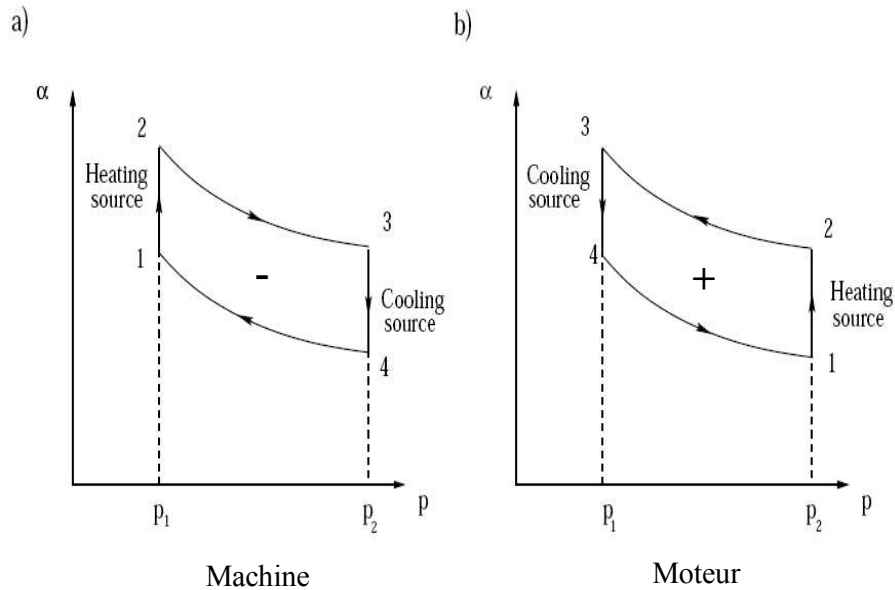 a)
α
2
Heating
source
3
1
-
Cooling
source
4
p₁
p₂
p
Machine
b)
α
3
Cooling
source
2
4
+
Heating
source
1
p₁
p₂
p
Moteur